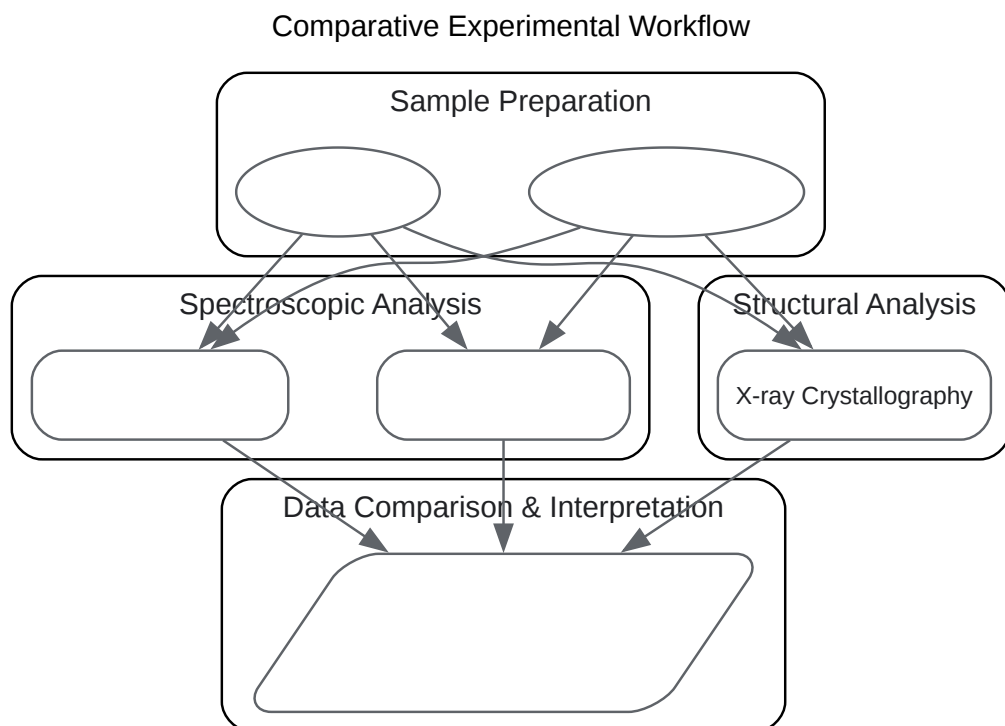 Comparative Experimental Workflow
Sample Preparation
Spectroscopic Analysis
Structural Analysis
X-ray Crystallography
Data Comparison & Interpretation